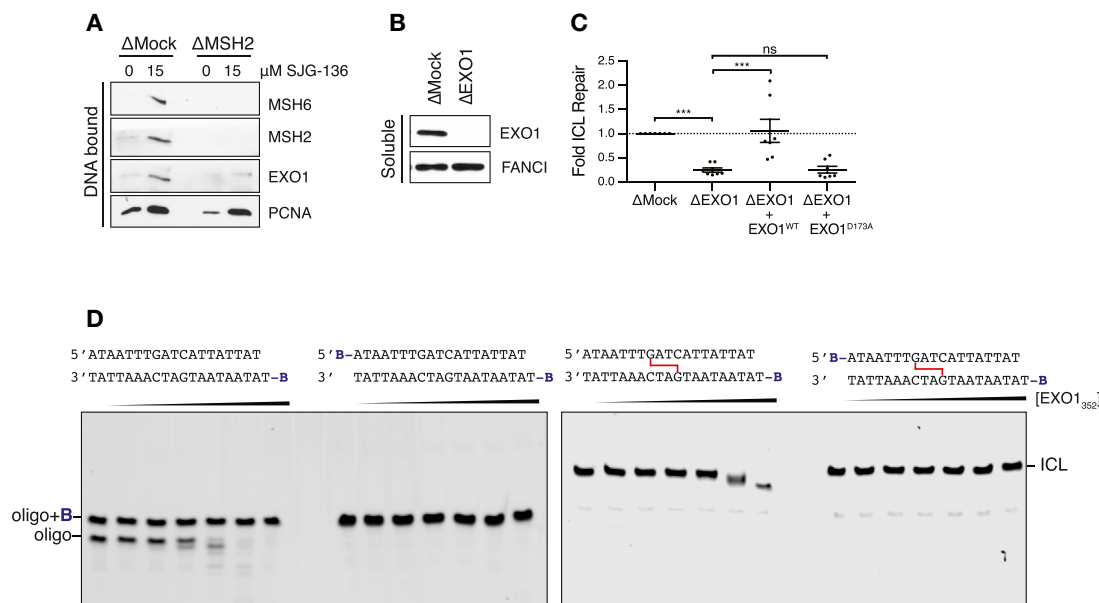 A
ΔMock ΔMSH2
0 15 0 15 μM SJG-136
DNA bound
MSH6
MSH2
EXO1
PCNA
B
ΔMock
ΔEXO1
Soluble
EXO1
FANCI
C
Fold ICL Repair
2.5
2.0
1.5
1.0
0.5
0.0
ns
***
***
ΔMock ΔEXO1 ΔEXO1 ΔEXO1
+ +
EXO1WT EXO1D173A
D
5'ATAATTTGATCATTATTAT
3'TATTAAACTAGTAATAATAT–B
5'B–ATAATTTGATCATTATTAT
3' TATTAAACTAGTAATAATAT–B
5'ATAATTTGATCATTATTAT
3'TATTAAACTAGTAATAATAT–B
5'B–ATAATTTGATCATTATTAT
3' TATTAAACTAGTAATAATAT–B
[EXO1352]
oligo+B
oligo
ICL